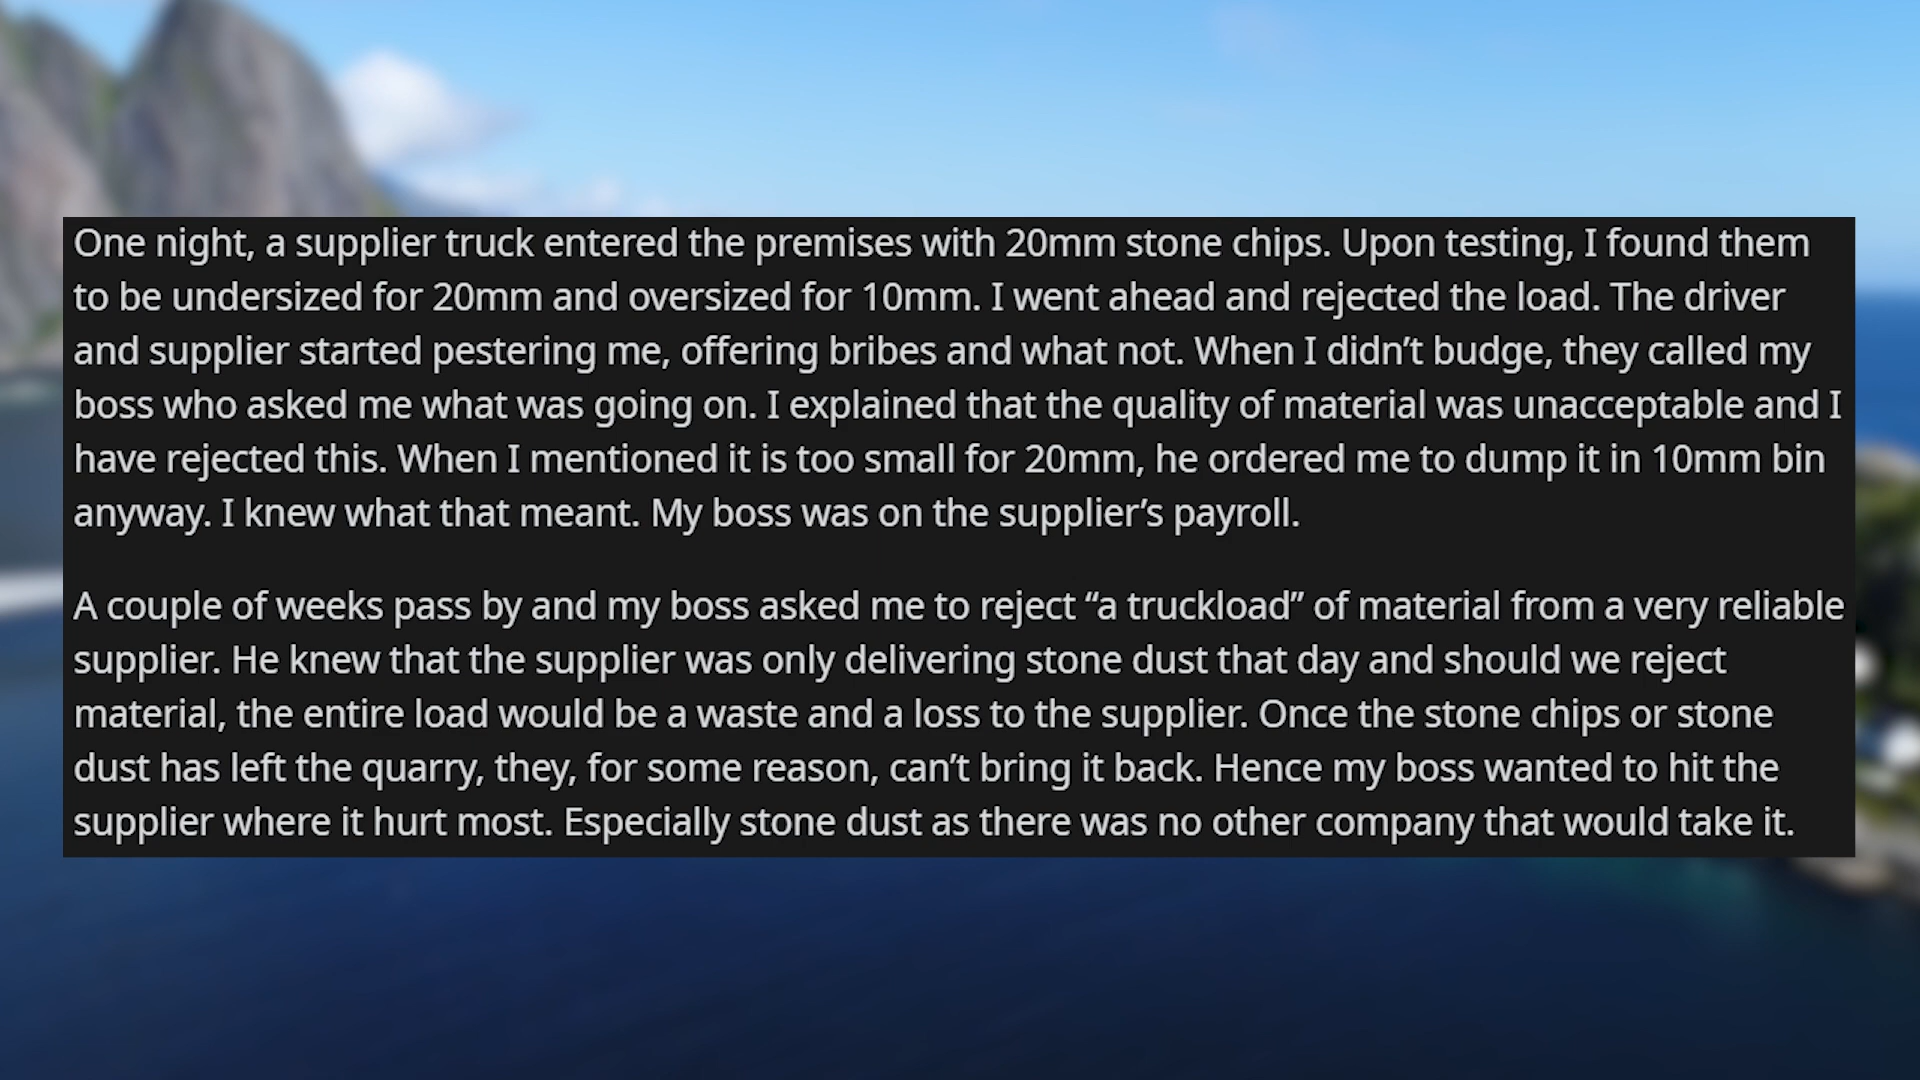 One night, a supplier truck entered the premises with 20mm stone chips. Upon testing, I found them
to be undersized for 20mm and oversized for 10mm. I went ahead and rejected the load. The driver
and supplier started pestering me, offering bribes and what not. When I didn’t budge, they called my
boss who asked me what was going on. I explained that the quality of material was unacceptable and I
have rejected this. When I mentioned it is too small for 20mm, he ordered me to dump it in 10mm bin
anyway. I knew what that meant. My boss was on the supplier’s payroll.
A couple of weeks pass by and my boss asked me to reject “a truckload” of material from a very reliable
supplier. He knew that the supplier was only delivering stone dust that day and should we reject
material, the entire load would be a waste and a loss to the supplier. Once the stone chips or stone
dust has left the quarry, they, for some reason, can’t bring it back. Hence my boss wanted to hit the
supplier where it hurt most. Especially stone dust as there was no other company that would take it.